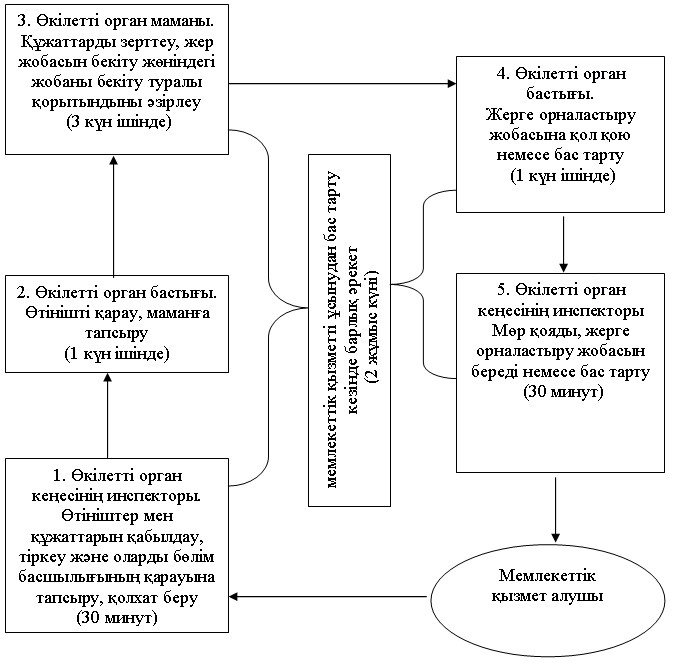 3. Өкілетті орган маманы.
Құжаттарды зерттеу, жер
жобасын бекіту жөніндегі
жобаны бекіту туралы
қорытындыны әзірлеу
(3 күн ішінде)
4. Өкілетті орган
бастығы.
Жерге орналастыру
жобасына қол қою
немесе бас тарту
(1 күн ішінде)
мемлекеттік қызметті ұсынудан бас тарту
кезінде барлық әрекет
(2 жұмыс күні)
2. Өкілетті орган бастығы.
Өтінішті қарау, маманға
тапсыру
(1 күн ішінде)
5. Өкілетті орган
кеңесінің инспекторы
Мөр қояды, жерге
орналастыру жобасын
береді немесе бас тарту
(30 минут)
1. Өкілетті орган
кеңесінің инспекторы.
Өтініштер мен
құжаттарын қабылдау,
тіркеу және оларды бөлім
басшылығының қарауына
тапсыру, қолхат беру
(30 минут)
Мемлекеттік
қызмет алушы